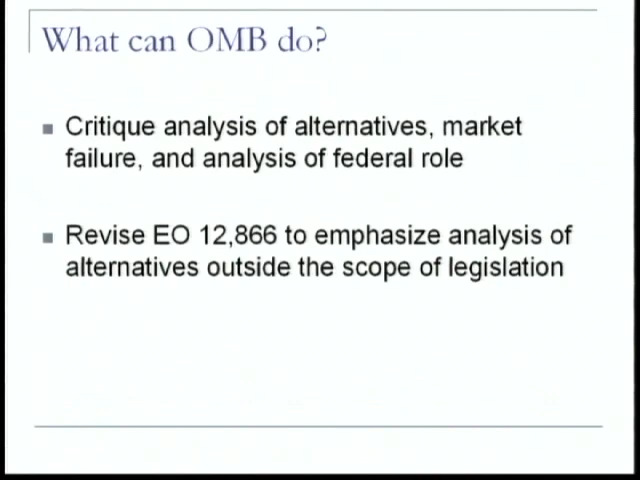 What can OMB do?
Critique analysis of alternatives, market
failure, and analysis of federal role
Revise EO 12,866 to emphasize analysis of
alternatives outside the scope of legislation